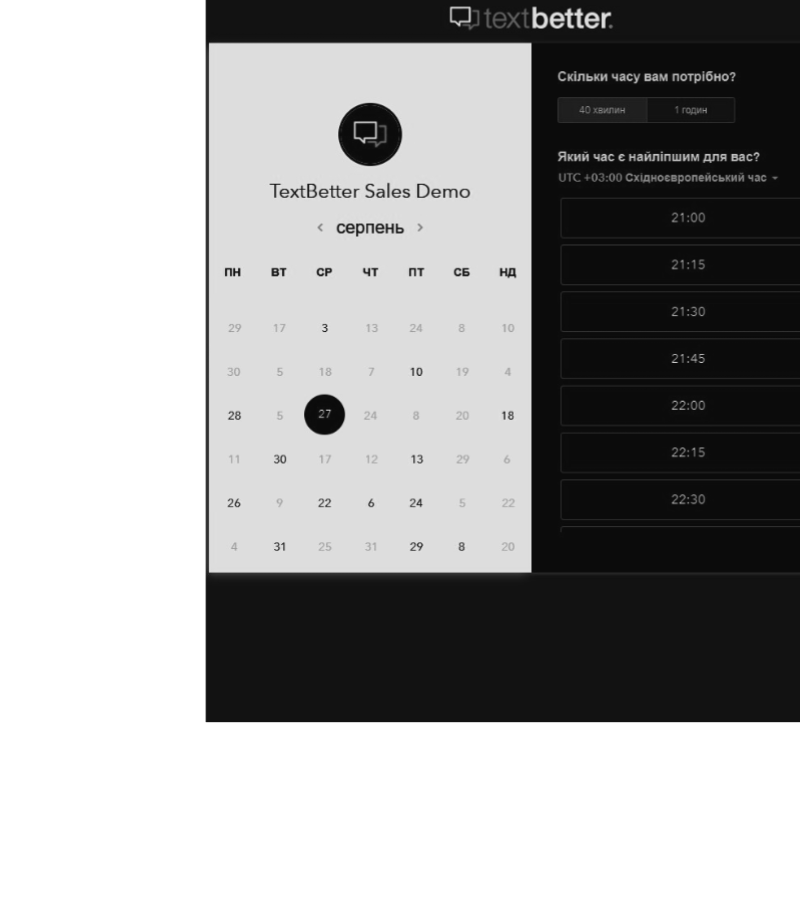 textbetter.
TextBetter Sales Demo
< серпень >
ПН ВТ СР ЧТ ПТ СБ НД
29 17 3 13 24 8 10
30 5 18 7 10 19 4
28 5 27 24 8 20 18
11 30 17 12 13 29 6
26 9 22 6 24 5 22
4 31 25 31 29 8 20
Скільки часу вам потрібно?
40 хвилин 1 годин
Який час є найліпшим для вас?
UTC +03:00 Східноєвропейський час
21:00
21:15
21:30
21:45
22:00
22:15
22:30